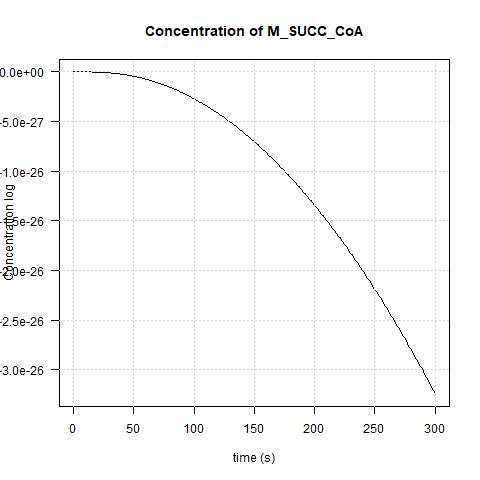 Concentration of M_SUCC_CoA
0.0e+00
-5.0e-27
-1.0e-26
-1.5e-26
-2.0e-26
-2.5e-26
-3.0e-26
Concentration log
0 50 100 150 200 250 300
time (s)